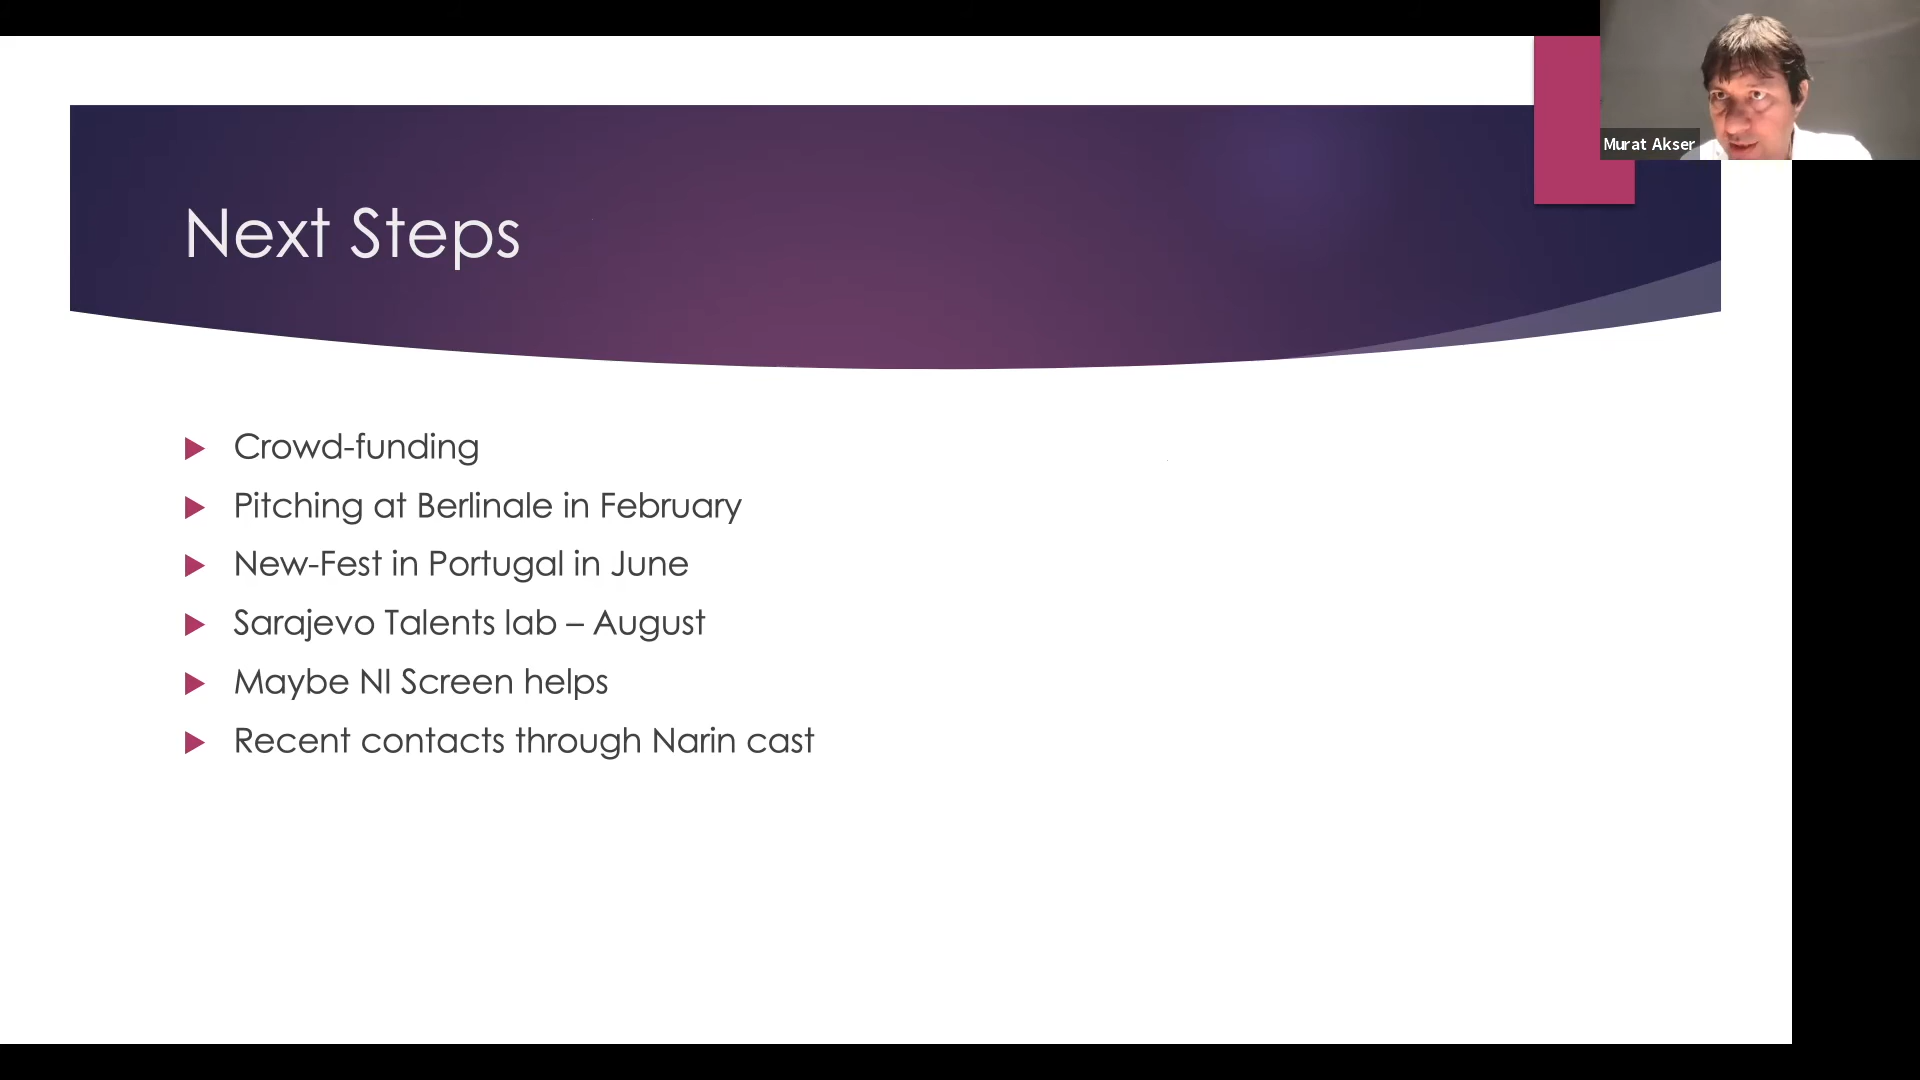 Murat Akser
Next Steps
Crowd-funding
Pitching at Berlinale in February
New-Fest in Portugal in June
Sarajevo Talents lab – August
Maybe NI Screen helps
Recent contacts through Narin cast